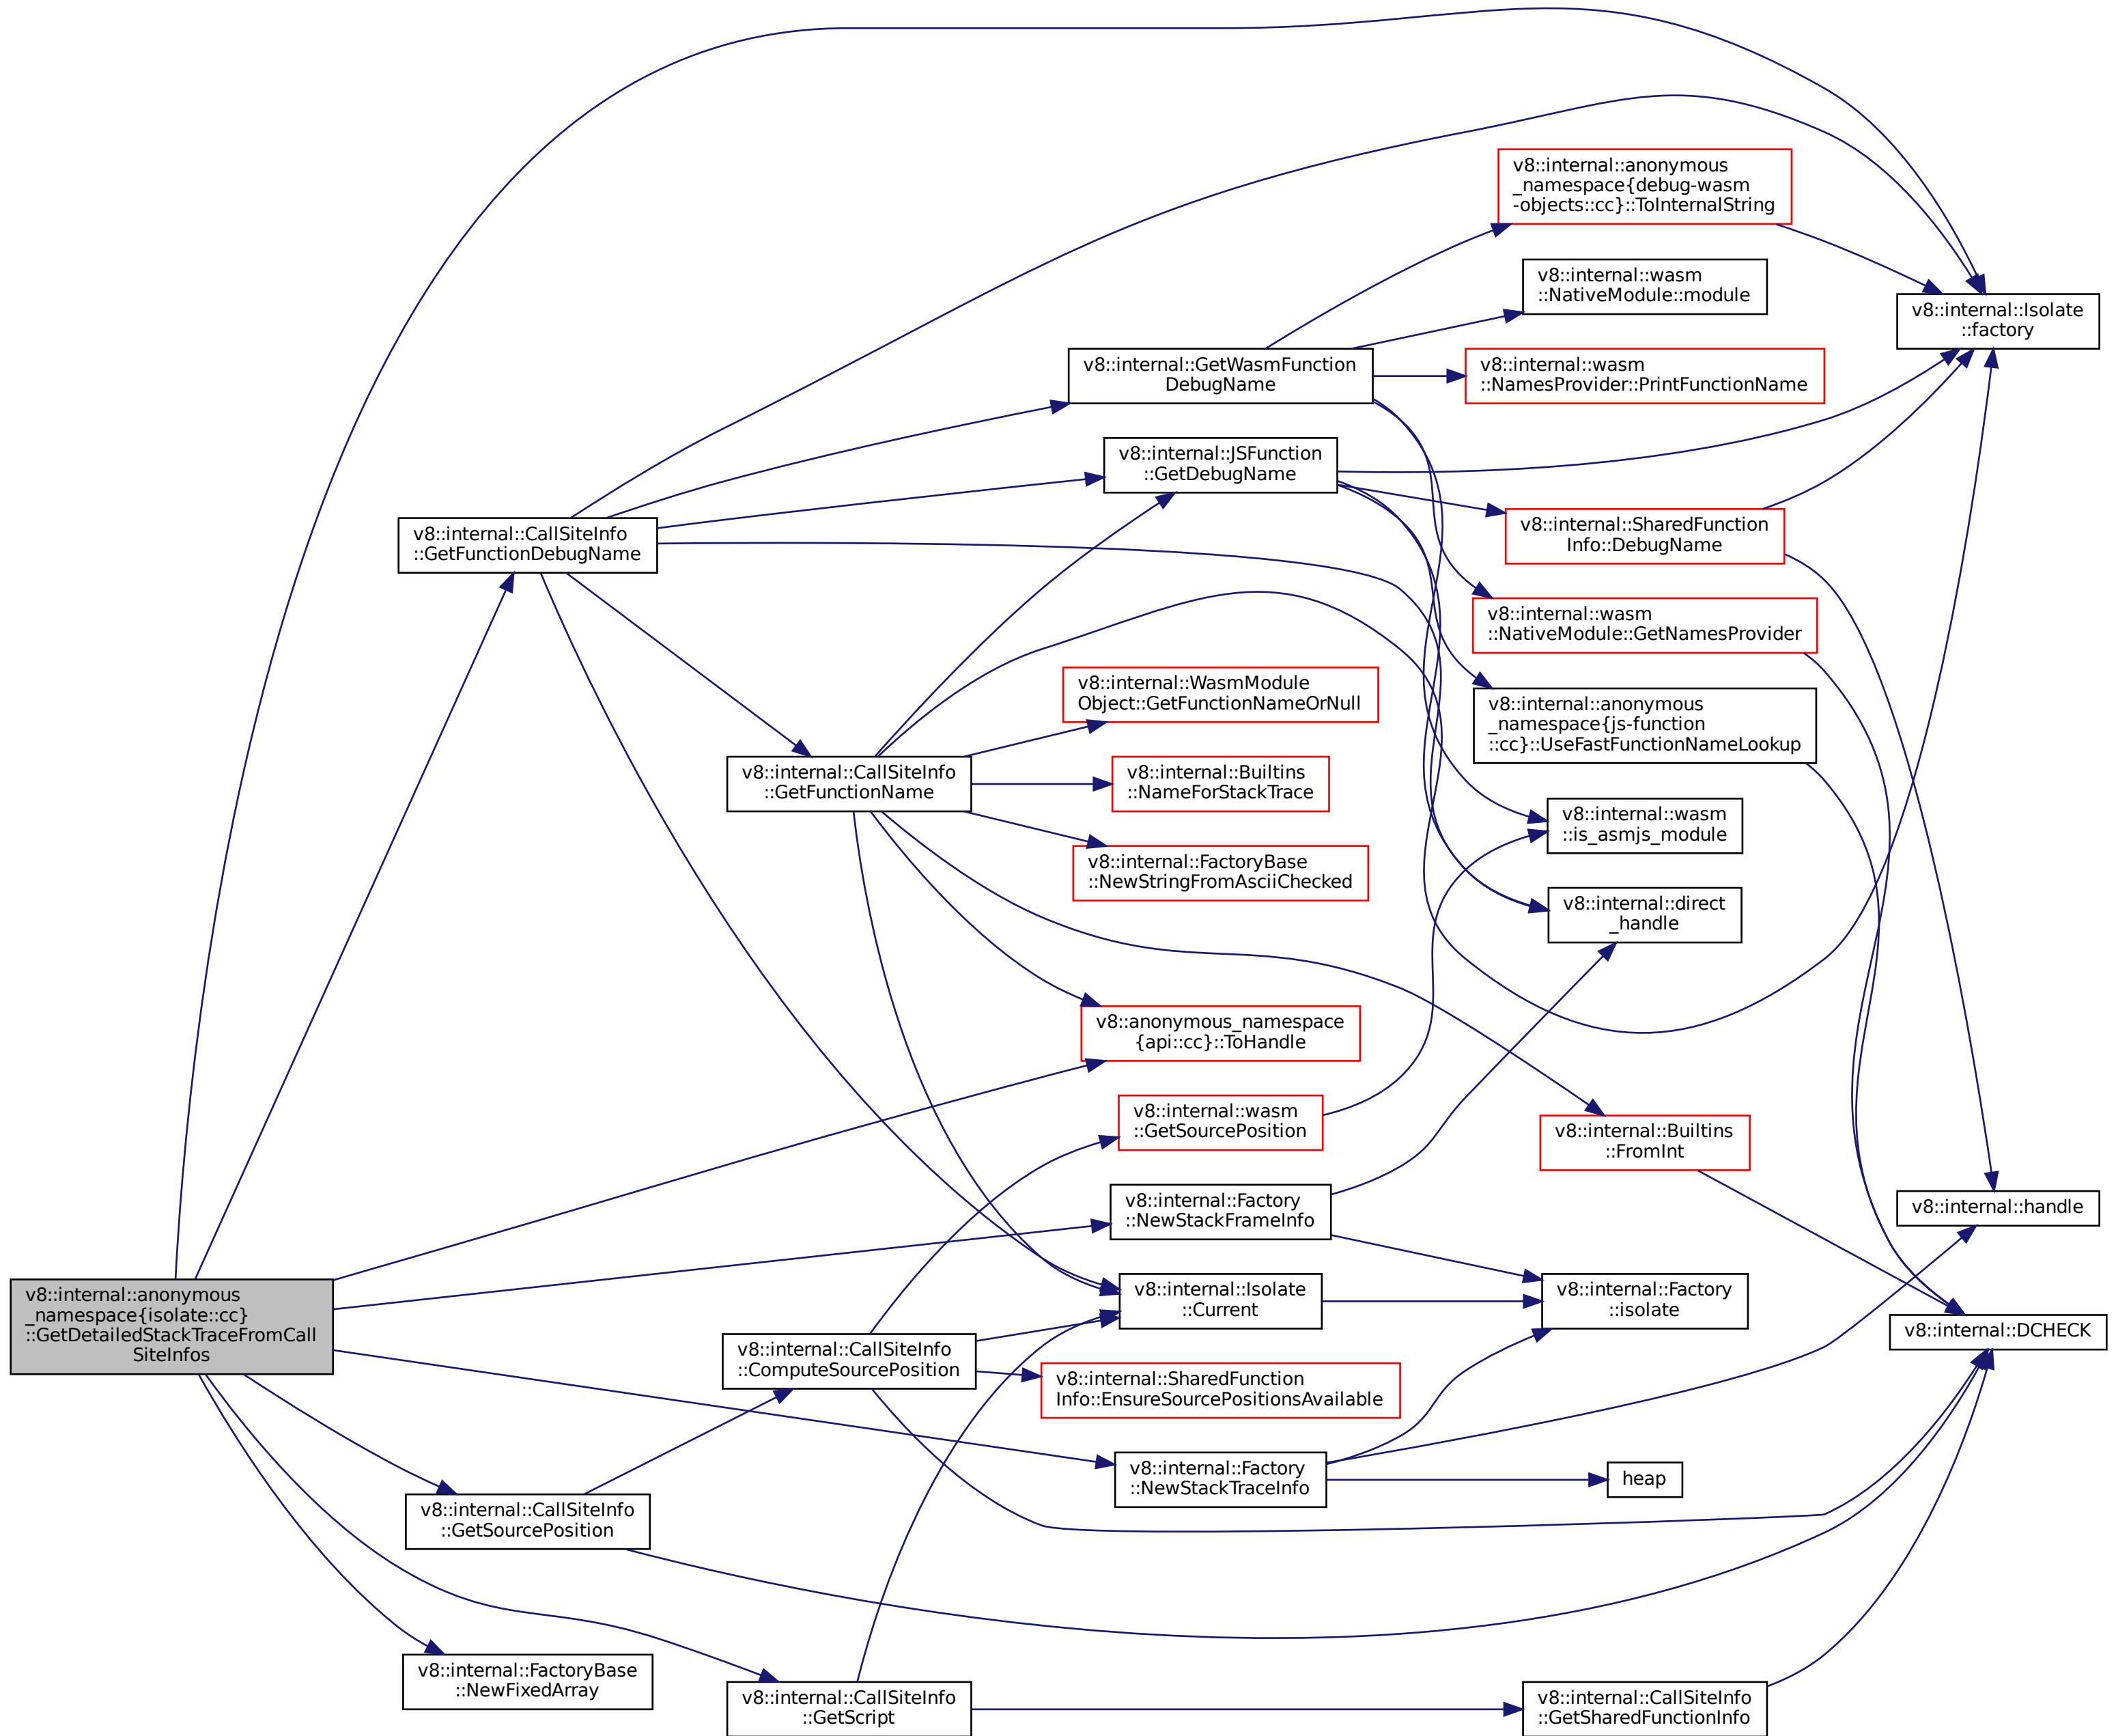 v8::internal::anonymous
_namespace{isolate::cc}
::GetDetailedStackTraceFromCall
SiteInfos
v8::internal::CallSiteInfo
::GetFunctionDebugName
v8::internal::CallSiteInfo
::GetSourcePosition
v8::internal::FactoryBase
::NewFixedArray
v8::internal::CallSiteInfo
::GetFunctionName
v8::internal::CallSiteInfo
::ComputeSourcePosition
v8::internal::CallSiteInfo
::GetScript
v8::internal::GetWasmFunction
DebugName
v8::internal::JSFunction
::GetDebugName
v8::internal::WasmModule
Object::GetFunctionNameOrNull
v8::internal::Builtins
::NameForStackTrace
v8::internal::FactoryBase
::NewStringFromAsciiChecked
v8::anonymous_namespace
{api::cc}::ToHandle
v8::internal::wasm
::GetSourcePosition
v8::internal::Factory
::NewStackFrameInfo
v8::internal::Isolate
::Current
v8::internal::SharedFunction
Info::EnsureSourcePositionsAvailable
v8::internal::Factory
::NewStackTraceInfo
v8::internal::anonymous
_namespace{debug-wasm
-objects::cc}::ToInternalString
v8::internal::wasm
::NativeModule::module
v8::internal::wasm
::NamesProvider::PrintFunctionName
v8::internal::SharedFunction
Info::DebugName
v8::internal::wasm
::NativeModule::GetNamesProvider
v8::internal::anonymous
_namespace{js-function
::cc}::UseFastFunctionNameLookup
v8::internal::wasm
::is_asmjs_module
v8::internal::direct
_handle
v8::internal::Builtins
::FromInt
v8::internal::Factory
::isolate
heap
v8::internal::CallSiteInfo
::GetSharedFunctionInfo
v8::internal::Isolate
::factory
v8::internal::handle
v8::internal::DCHECK